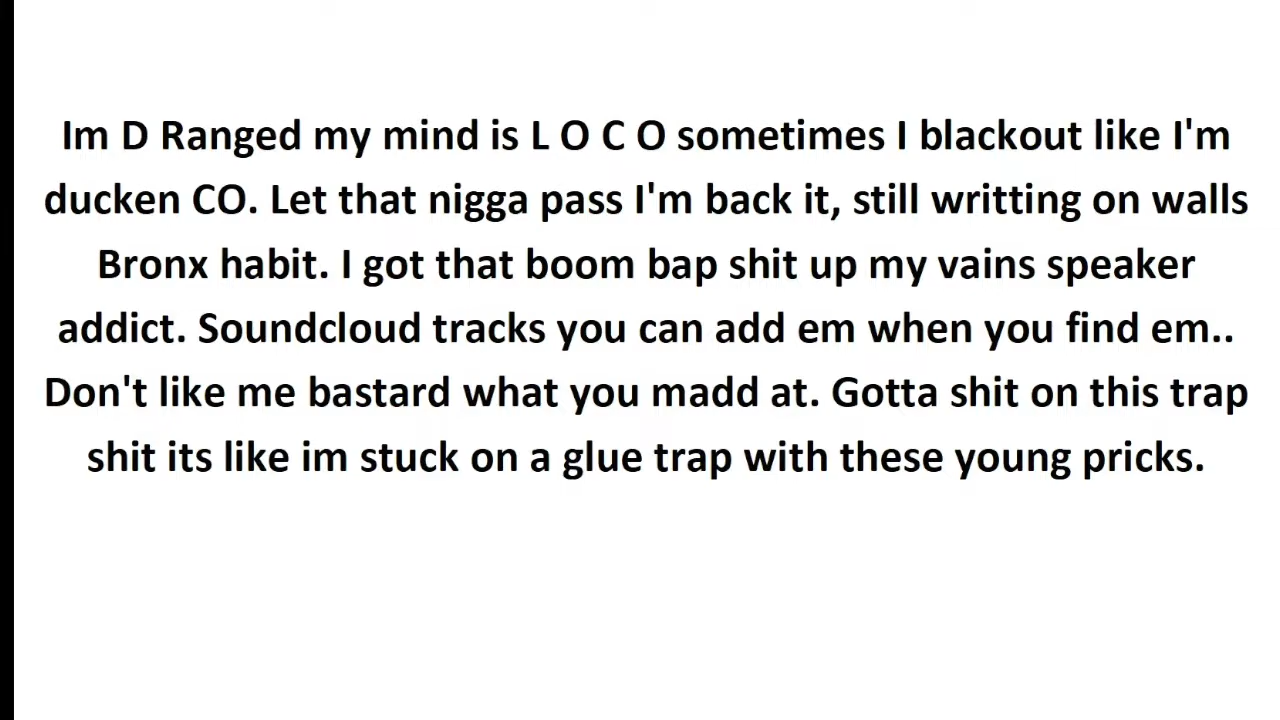 Im D Ranged my mind is L O C O sometimes I blackout like I'm
ducken CO. Let that nigga pass I'm back it, still writting on walls
Bronx habit. I got that boom bap shit up my vains speaker
addict. Soundcloud tracks you can add em when you find em..
Don't like me bastard what you madd at. Gotta shit on this trap
shit its like im stuck on a glue trap with these young pricks.